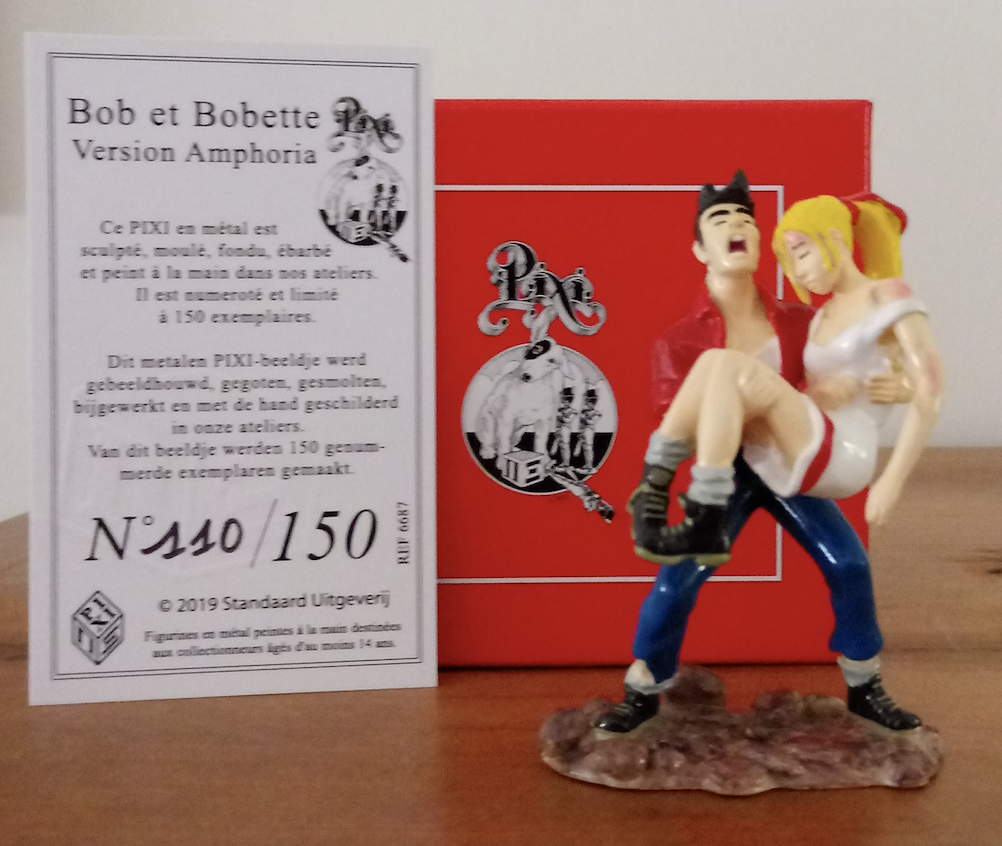 Bob et Bobette
Version Amphoria
Pixi
Ce PIXI en métal est
sculpté, moulé, fondu, ébarbé
et peint à la main dans nos ateliers.
Il est numeroté et limité
à 150 exemplaires.
Dit metalen PIXI-beeldje werd
gebeeldhouwd, gegoten, gesmolten,
bijgewerkt en met de hand geschilderd
in onze ateliers.
Van dit beeldje werden 150 genum-
merde exemplaren gemaakt.
N°110/150
REF 6687
© 2019 Standaard Uitgeverij
Figurines en métal peintes à la main destinées
aux collectionneurs âgés d'au moins 14 ans.
Pixi